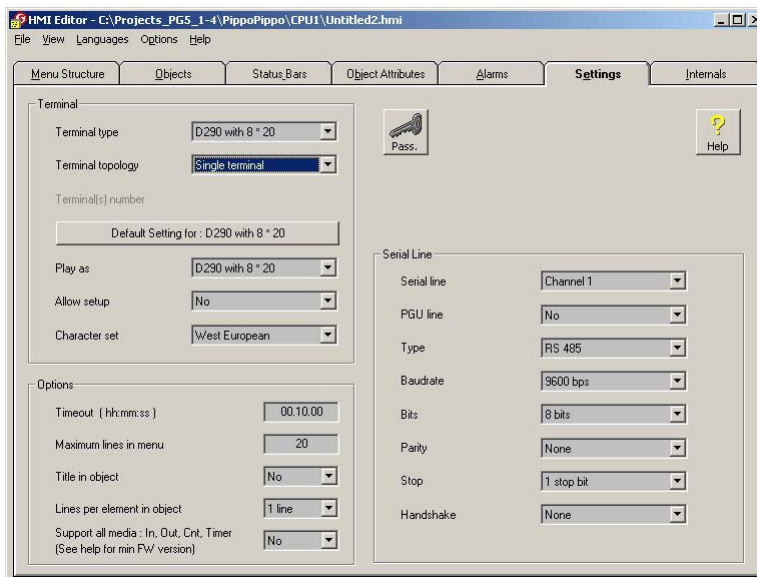 HMI Editor - C:\Projects_PG5_1-4\PippoPippo\CPU1\Untitled2.hmi
File View Languages Options Help
Menu Structure Objects Status_Bars Object Attributes Alarms Settings Internals
Terminal
Terminal type D290 with 8 * 20
Terminal topology Single terminal
Terminal(s) number
Default Setting for : D290 with 8 * 20
Play as D290 with 8 * 20
Allow setup No
Character set West European
Pass.
Help
Options
Timeout ( hh:mm:ss ) 00.10.00
Maximum lines in menu 20
Title in object No
Lines per element in object 1 line
Support all media : In, Out, Cnt, Timer
(See help for min FW version) No
Serial Line
Serial line Channel 1
PGU line No
Type RS 485
Baudrate 9600 bps
Bits 8 bits
Parity None
Stop 1 stop bit
Handshake None